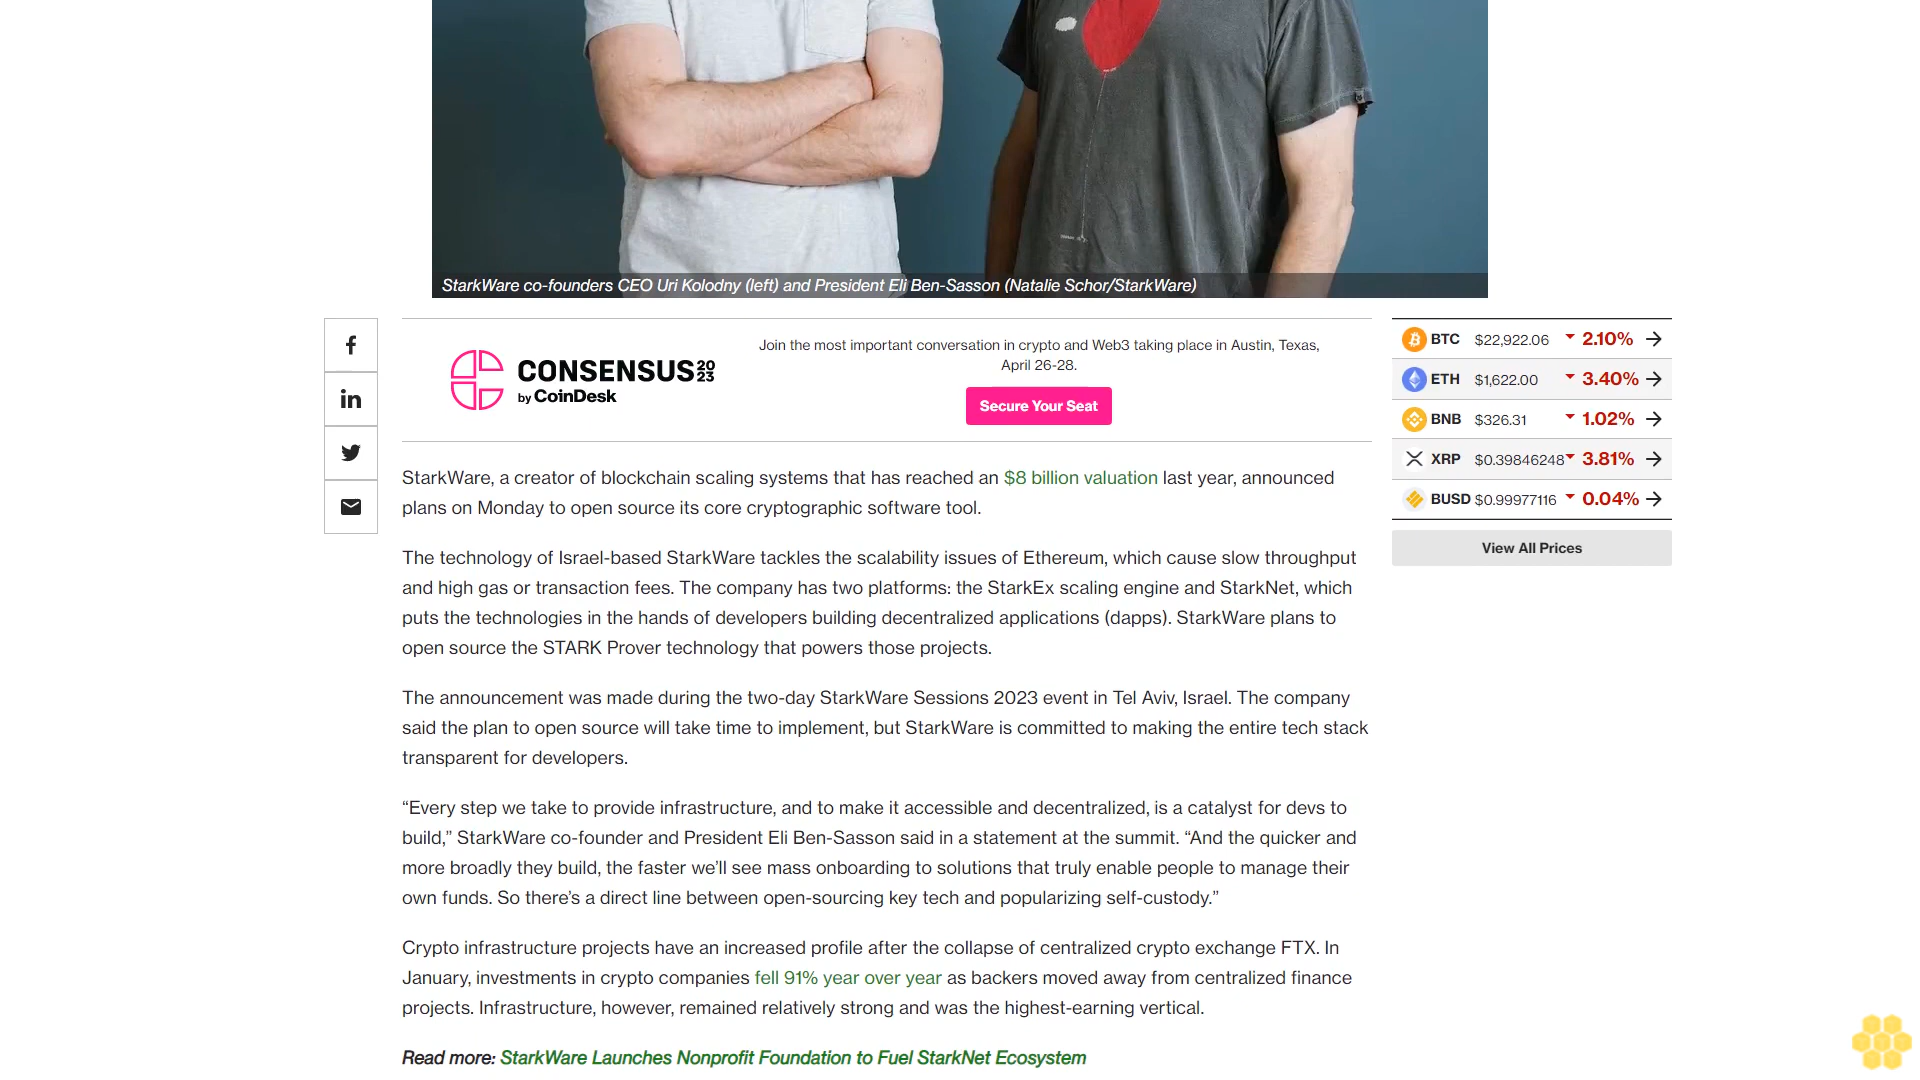 StarkWare co-founders CEO Uri Kolodny (left) and President Eli Ben-Sasson (Natalie Schor/StarkWare)
CONSENSUS 2023
by CoinDesk
Join the most important conversation in crypto and Web3 taking place in Austin, Texas,
April 26-28.
Secure Your Seat
BTC $22,922.06 2.10%
ETH $1,622.00 3.40%
BNB $326.31 1.02%
XRP $0.39846248 3.81%
BUSD $0.99977116 0.04%
View All Prices
StarkWare, a creator of blockchain scaling systems that has reached an $8 billion valuation last year, announced
plans on Monday to open source its core cryptographic software tool.
The technology of Israel-based StarkWare tackles the scalability issues of Ethereum, which cause slow throughput
and high gas or transaction fees. The company has two platforms: the StarkEx scaling engine and StarkNet, which
puts the technologies in the hands of developers building decentralized applications (dapps). StarkWare plans to
open source the STARK Prover technology that powers those projects.
The announcement was made during the two-day StarkWare Sessions 2023 event in Tel Aviv, Israel. The company
said the plan to open source will take time to implement, but StarkWare is committed to making the entire tech stack
transparent for developers.
“Every step we take to provide infrastructure, and to make it accessible and decentralized, is a catalyst for devs to
build,” StarkWare co-founder and President Eli Ben-Sasson said in a statement at the summit. “And the quicker and
more broadly they build, the faster we’ll see mass onboarding to solutions that truly enable people to manage their
own funds. So there’s a direct line between open-sourcing key tech and popularizing self-custody.”
Crypto infrastructure projects have an increased profile after the collapse of centralized crypto exchange FTX. In
January, investments in crypto companies fell 91% year over year as backers moved away from centralized finance
projects. Infrastructure, however, remained relatively strong and was the highest-earning vertical.
Read more: StarkWare Launches Nonprofit Foundation to Fuel StarkNet Ecosystem